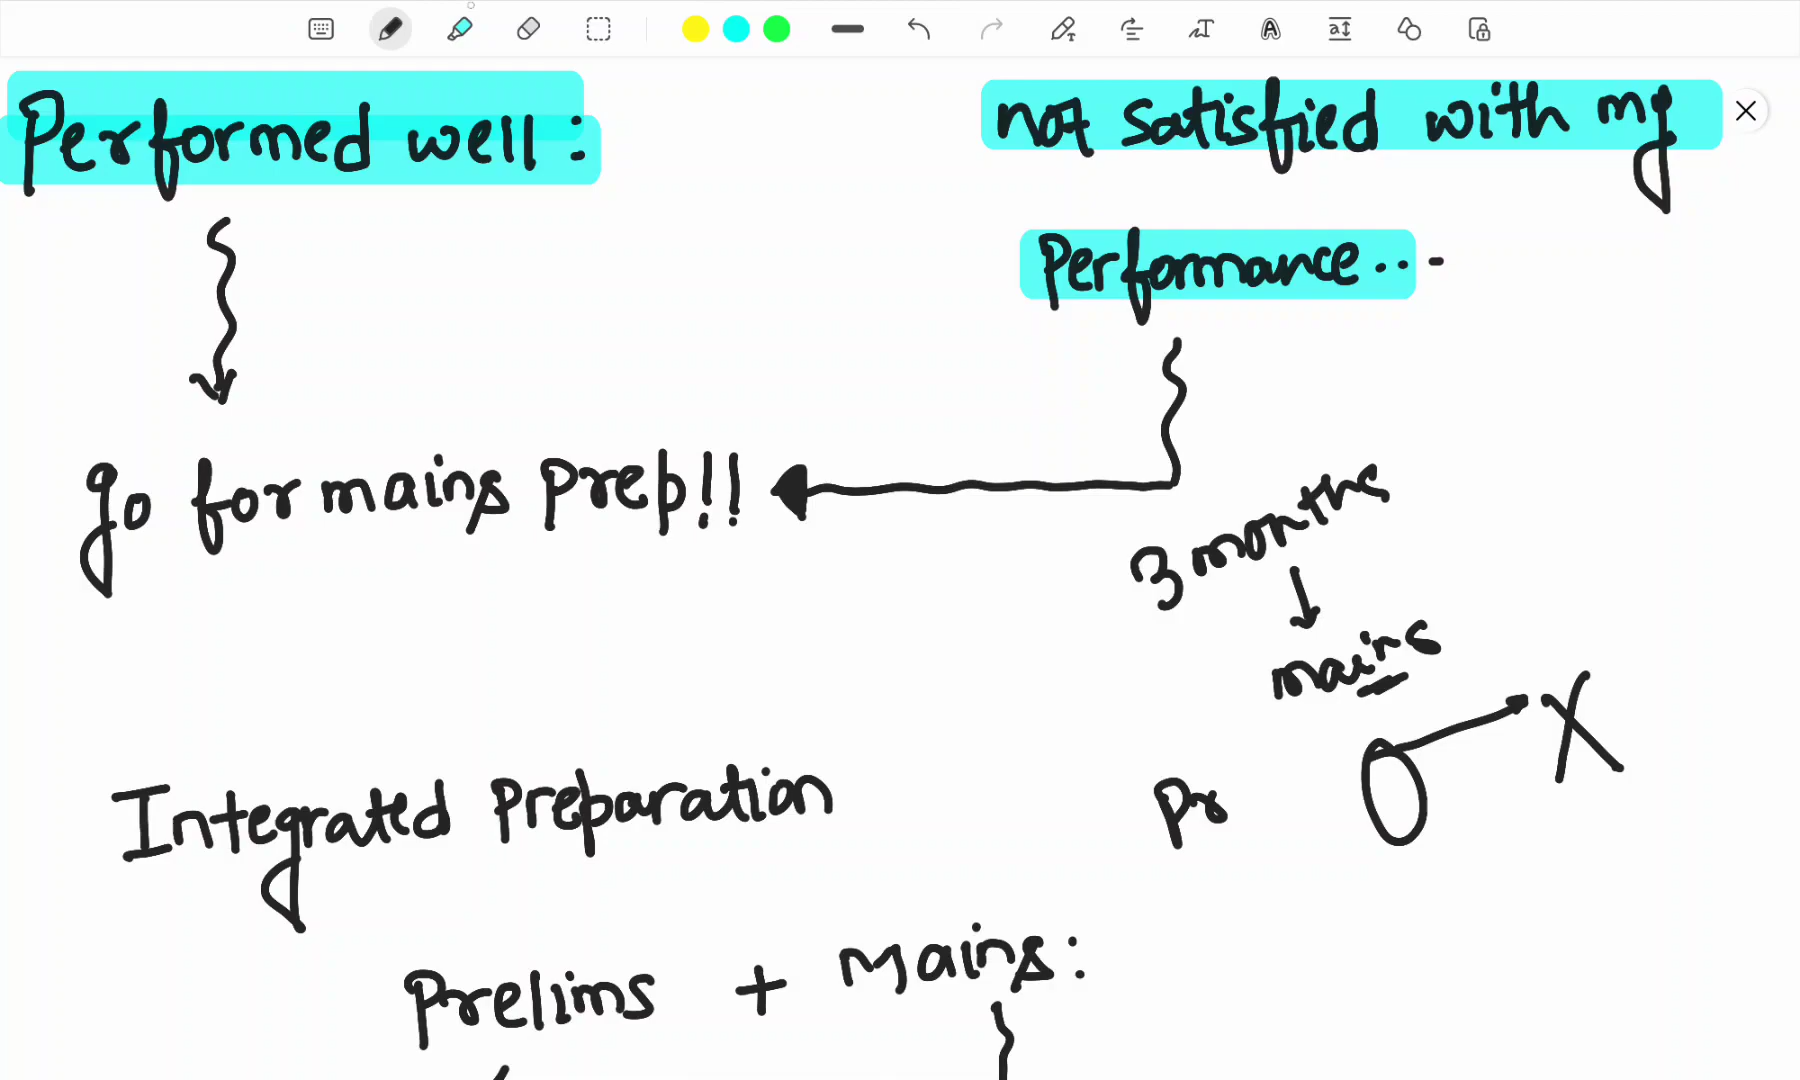 Performed well:
not satisfied with my
performance...-
go for mains prep!!
3 months
mains
X
Pr
Integrated preparation
Prelims + Mains: